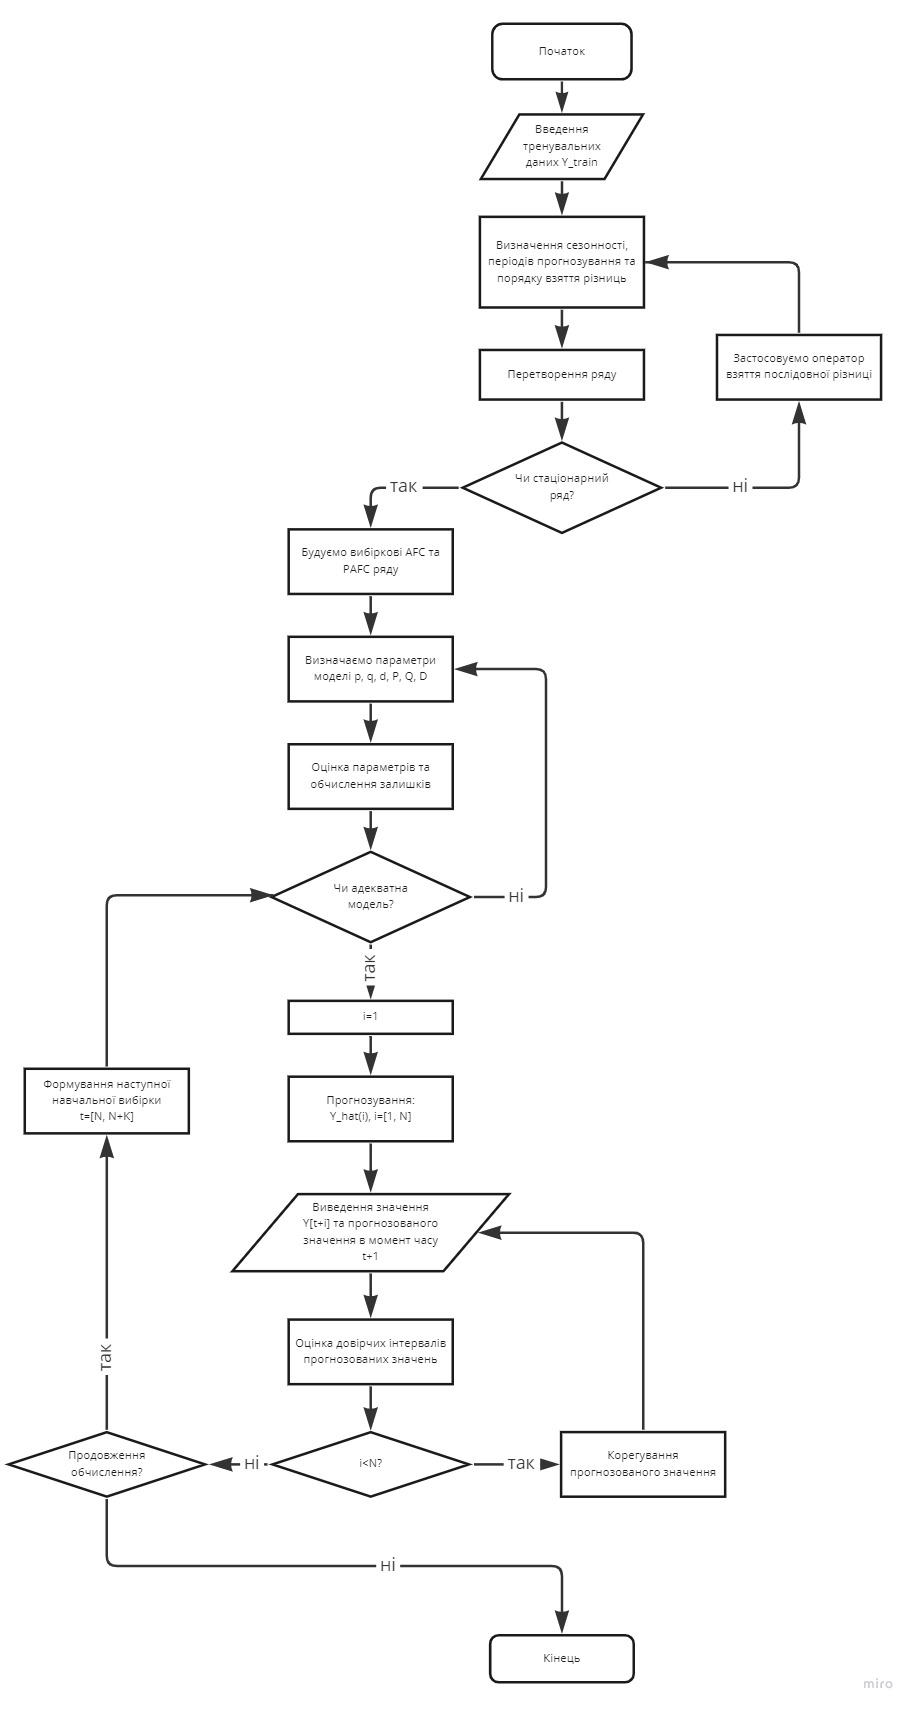 Початок
Введення
тренувальних
даних Y_train
Визначення сезонності,
періодів прогнозування та
порядку взяття різниць
Застосовуємо оператор
взяття послідовної різниці
Перетворення ряду
Чи стаціонарний
ряд?
так
ні
Будуємо вибіркові AFC та
PAFC ряду
Визначаємо параметри
моделі p, q, d, P, Q, D
Оцінка параметрів та
обчислення залишків
Чи адекватна
модель?
ні
так
i=1
Формування наступної
навчальної вибірки
t=[N, N+K]
Прогнозування:
Y_hat(i), i=[1, N]
Виведення значення
Y[t+i] та прогнозованого
значення в момент часу
t+1
Оцінка довірчих інтервалів
прогнозованих значень
так
Продовження
обчислення?
ні
i<N?
так
Корегування
прогнозованого значення
ні
Кінець
miro